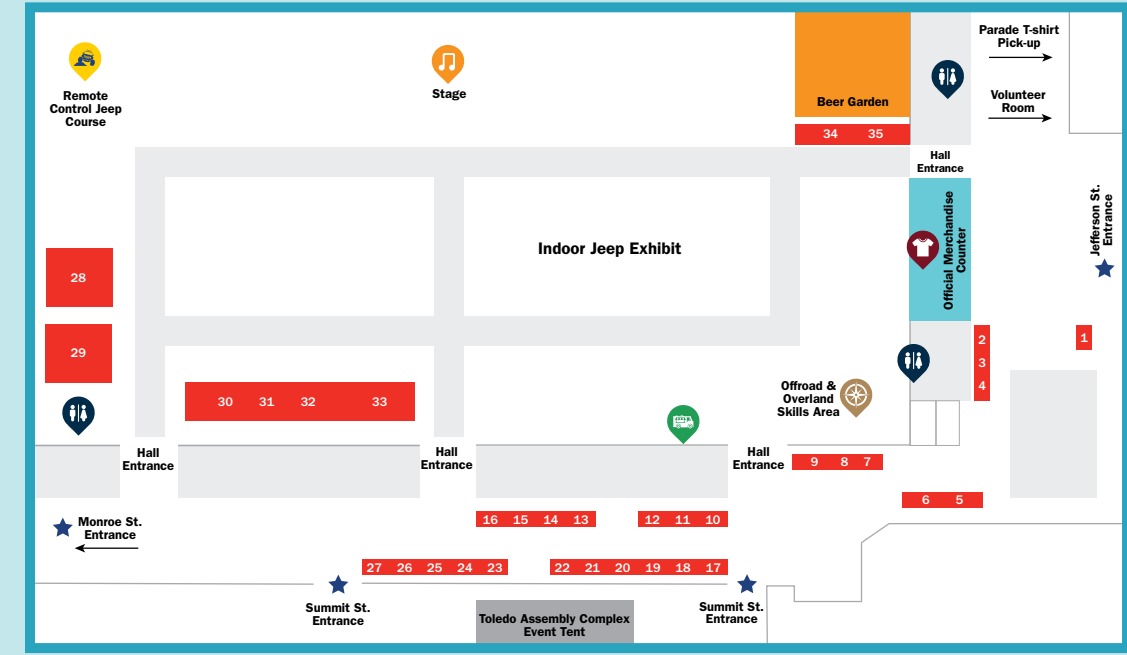 Parade T-shirt
Pick-up
Remote
Control Jeep
Course
Stage
Beer Garden
Volunteer
Room
34 35
Hall
Entrance
Indoor Jeep Exhibit
Official Merchandise
Counter
Jefferson St.
Entrance
28
29
1
2
3
4
30 31 32 33
Offroad &
Overland
Skills Area
Hall
Entrance
Hall
Entrance
Hall
Entrance
9 8 7
6 5
Monroe St.
Entrance
16 15 14 13
12 11 10
27 26 25 24 23
22 21 20 19 18 17
Summit St.
Entrance
Toledo Assembly Complex
Event Tent
Summit St.
Entrance